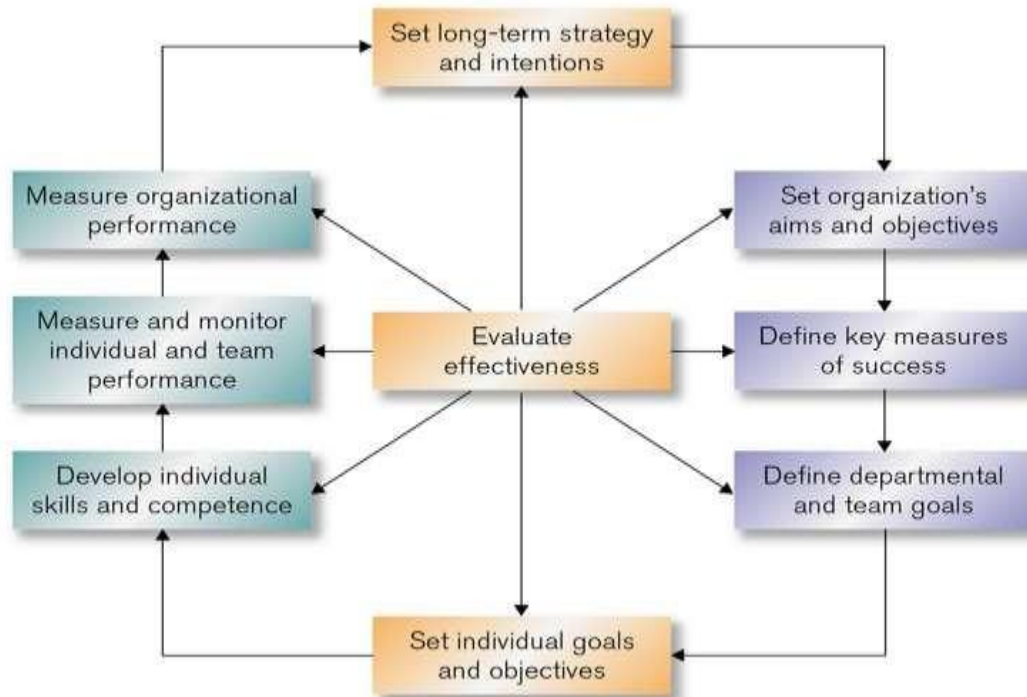 Set long-term strategy
and intentions
Measure organizational
performance
Set organization's
aims and objectives
Measure and monitor
individual and team
performance
Evaluate
effectiveness
Define key measures
of success
Develop individual
skills and competence
Define departmental
and team goals
Set individual goals
and objectives